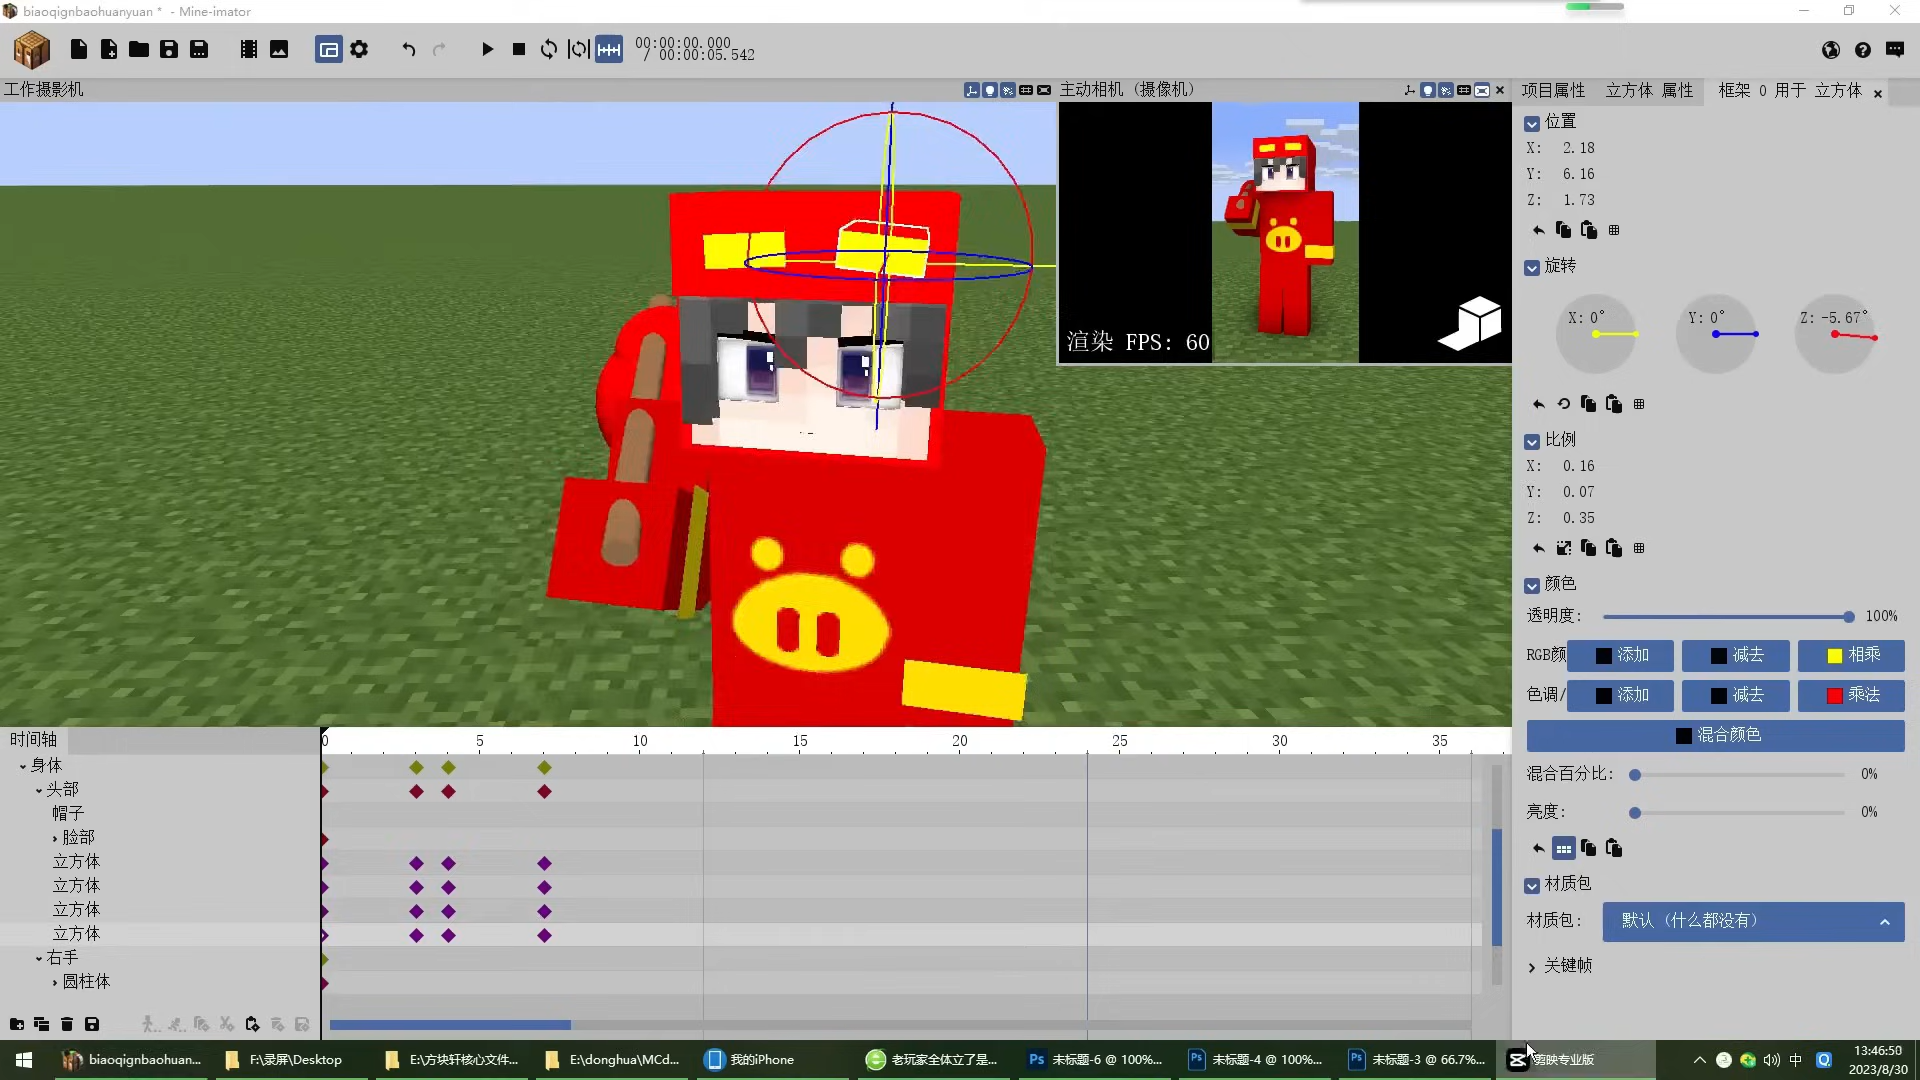 biaoqignbaohuanyuan * - Mine-imator
00:00:00.000
/ 00:00:05.542
工作摄影机
主动相机（摄像机）
项目属性 立方体 属性 框架 0 用于 立方体
位置
X: 2.18
Y: 6.16
Z: 1.73
旋转
X: 0° Y: 0° Z: -5.67°
渲染 FPS: 60
比例
X: 0.16
Y: 0.07
Z: 0.35
颜色
透明度: 100%
RGB颜 添加 减去 相乘
色调/ 添加 减去 乘法
混合颜色
混合百分比: 0%
亮度: 0%
材质包
材质包: 默认（什么都没有）
关键帧
时间轴
0 5 10 15 20 25 30 35
身体
头部
帽子
脸部
立方体
立方体
立方体
立方体
右手
圆柱体
biaoqignbaohuan...
F:\录屏\Desktop
E:\方块轩核心文件...
E:\donghua\MCd...
我的iPhone
老玩家全体立了是...
未标题-6 @ 100%...
未标题-4 @ 100%...
未标题-3 @ 66.7%...
剪映专业版
中
13:46:50
2023/8/30